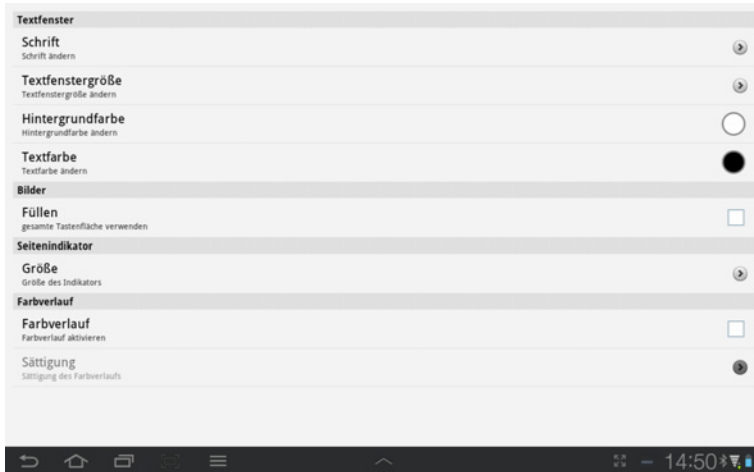 Textfenster
Schrift
Schrift ändern
Textfenstergröße
Textfenstergröße ändern
Hintergrundfarbe
Hintergrundfarbe ändern
Textfarbe
Textfarbe ändern
Bilder
Füllen
gesamte Tastenfläche verwenden
Seitenindikator
Größe
Größe des Indikators
Farbverlauf
Farbverlauf
Farbverlauf aktivieren
Sättigung
Sättigung des Farbverlaufs
14:50